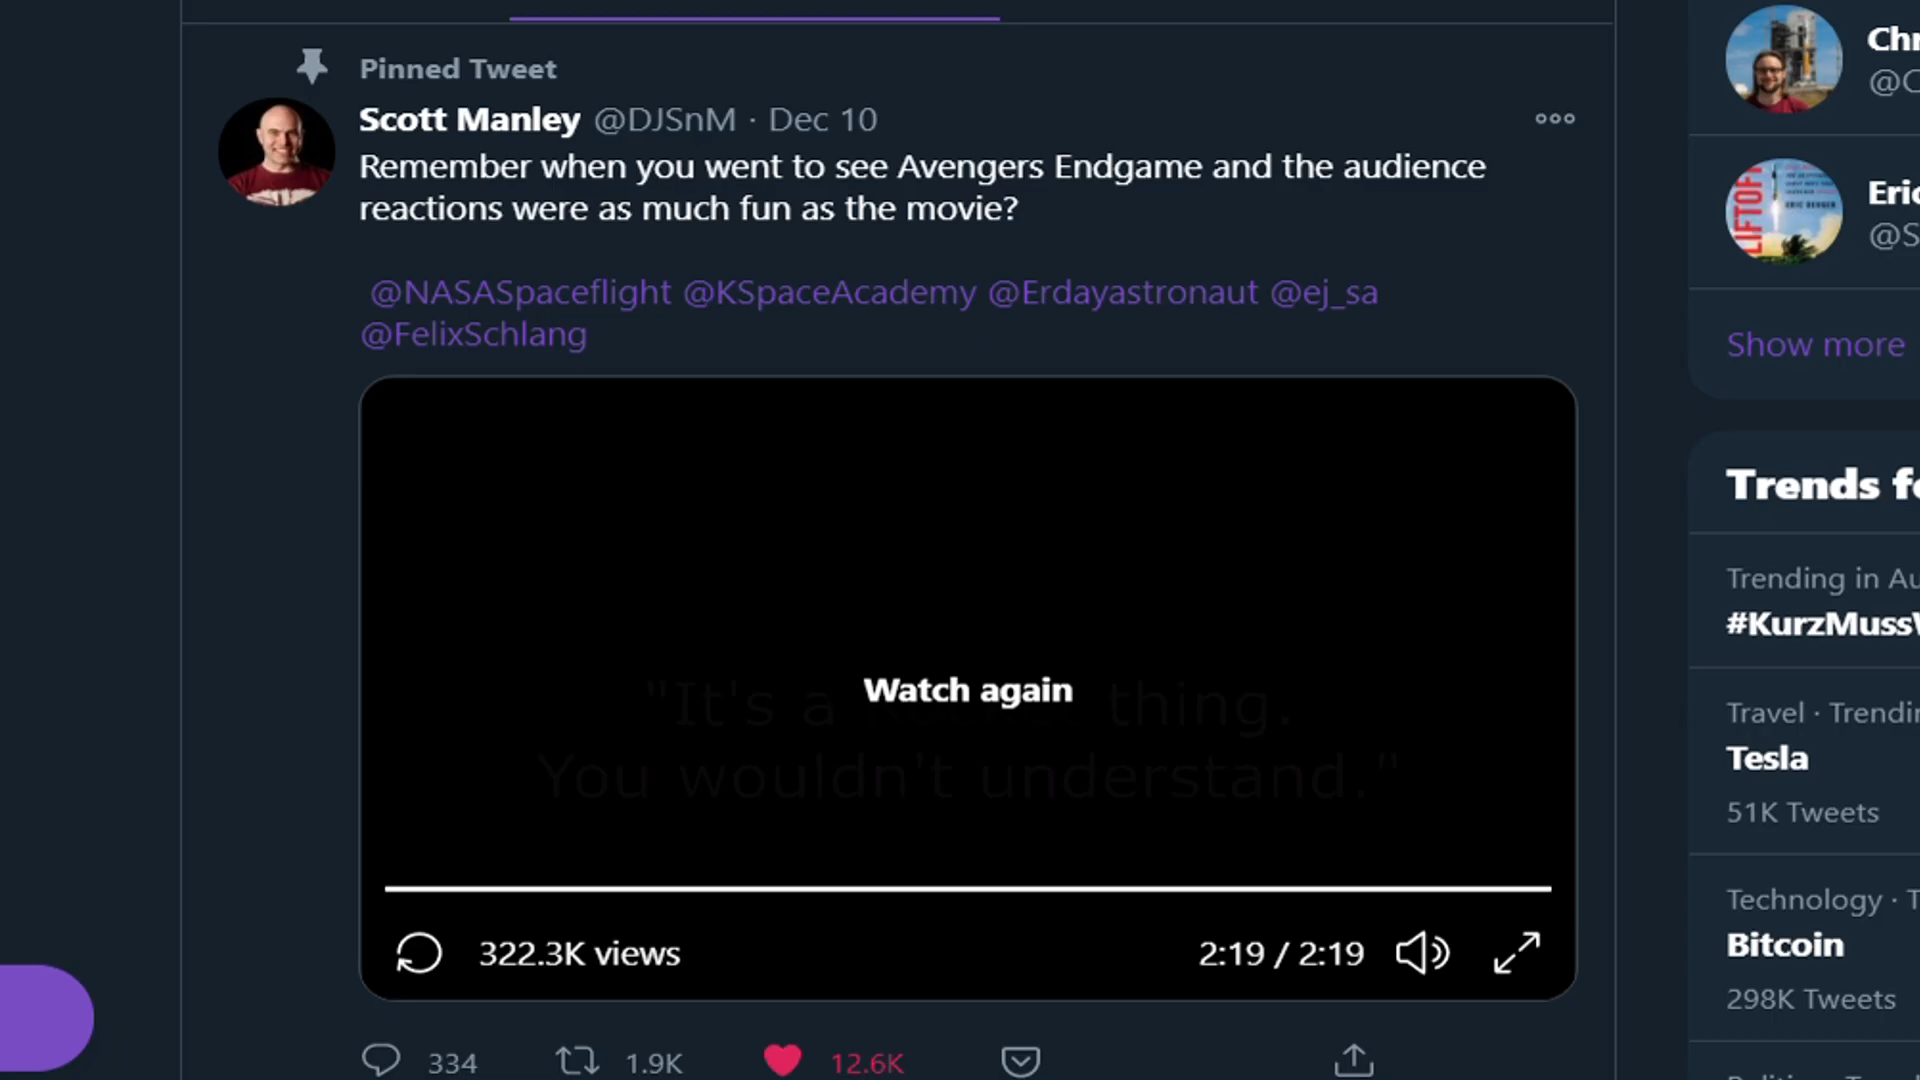 Pinned Tweet
Scott Manley @DJSnM · Dec 10
Remember when you went to see Avengers Endgame and the audience
reactions were as much fun as the movie?
@NASASpaceflight @KSpaceAcademy @Erdayastronaut @ej_sa
@FelixSchlang
Watch again
"It's a thing.
You wouldn't understand."
322.3K views
2:19 / 2:19
334
1.9K
12.6K
Chr
@C
LIFTOFF
ERIC BERGER
Eric
@S
Show more
Trends fo
Trending in Au
#KurzMussW
Travel · Trendin
Tesla
51K Tweets
Technology · T
Bitcoin
298K Tweets